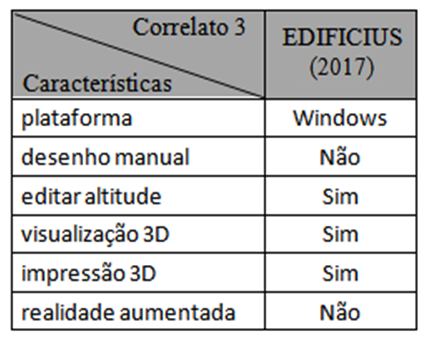 Correlato 3
Características
EDIFICIUS
(2017)
plataforma Windows
desenho manual Não
editar altitude Sim
visualização 3D Sim
impressão 3D Sim
realidade aumentada Não